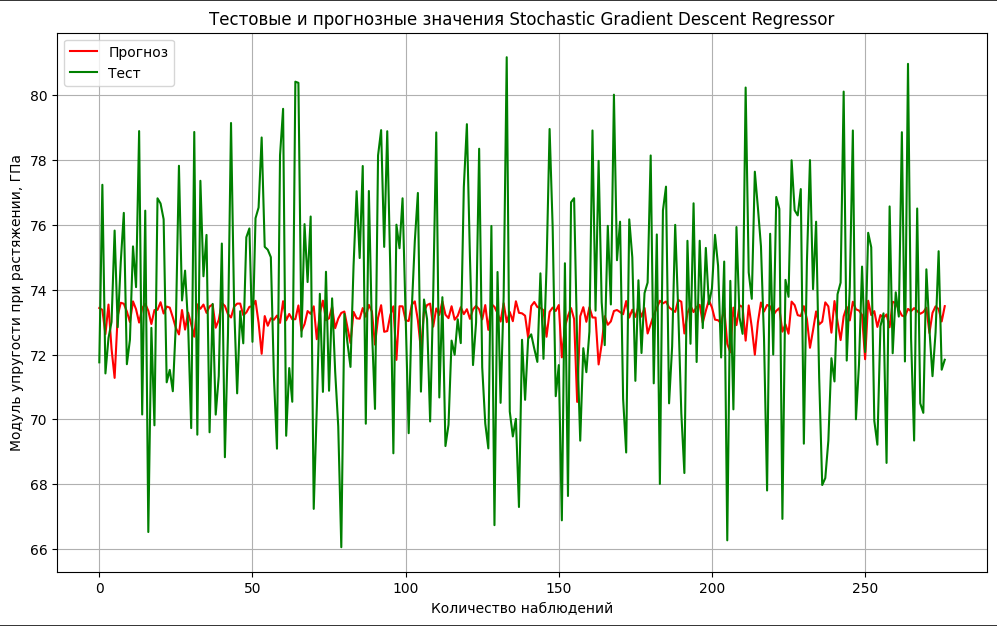 Тестовые и прогнозные значения Stochastic Gradient Descent Regressor
Прогноз
Тест
Модуль упругости при растяжении, ГПа
80
78
76
74
72
70
68
66
0 50 100 150 200 250
Количество наблюдений